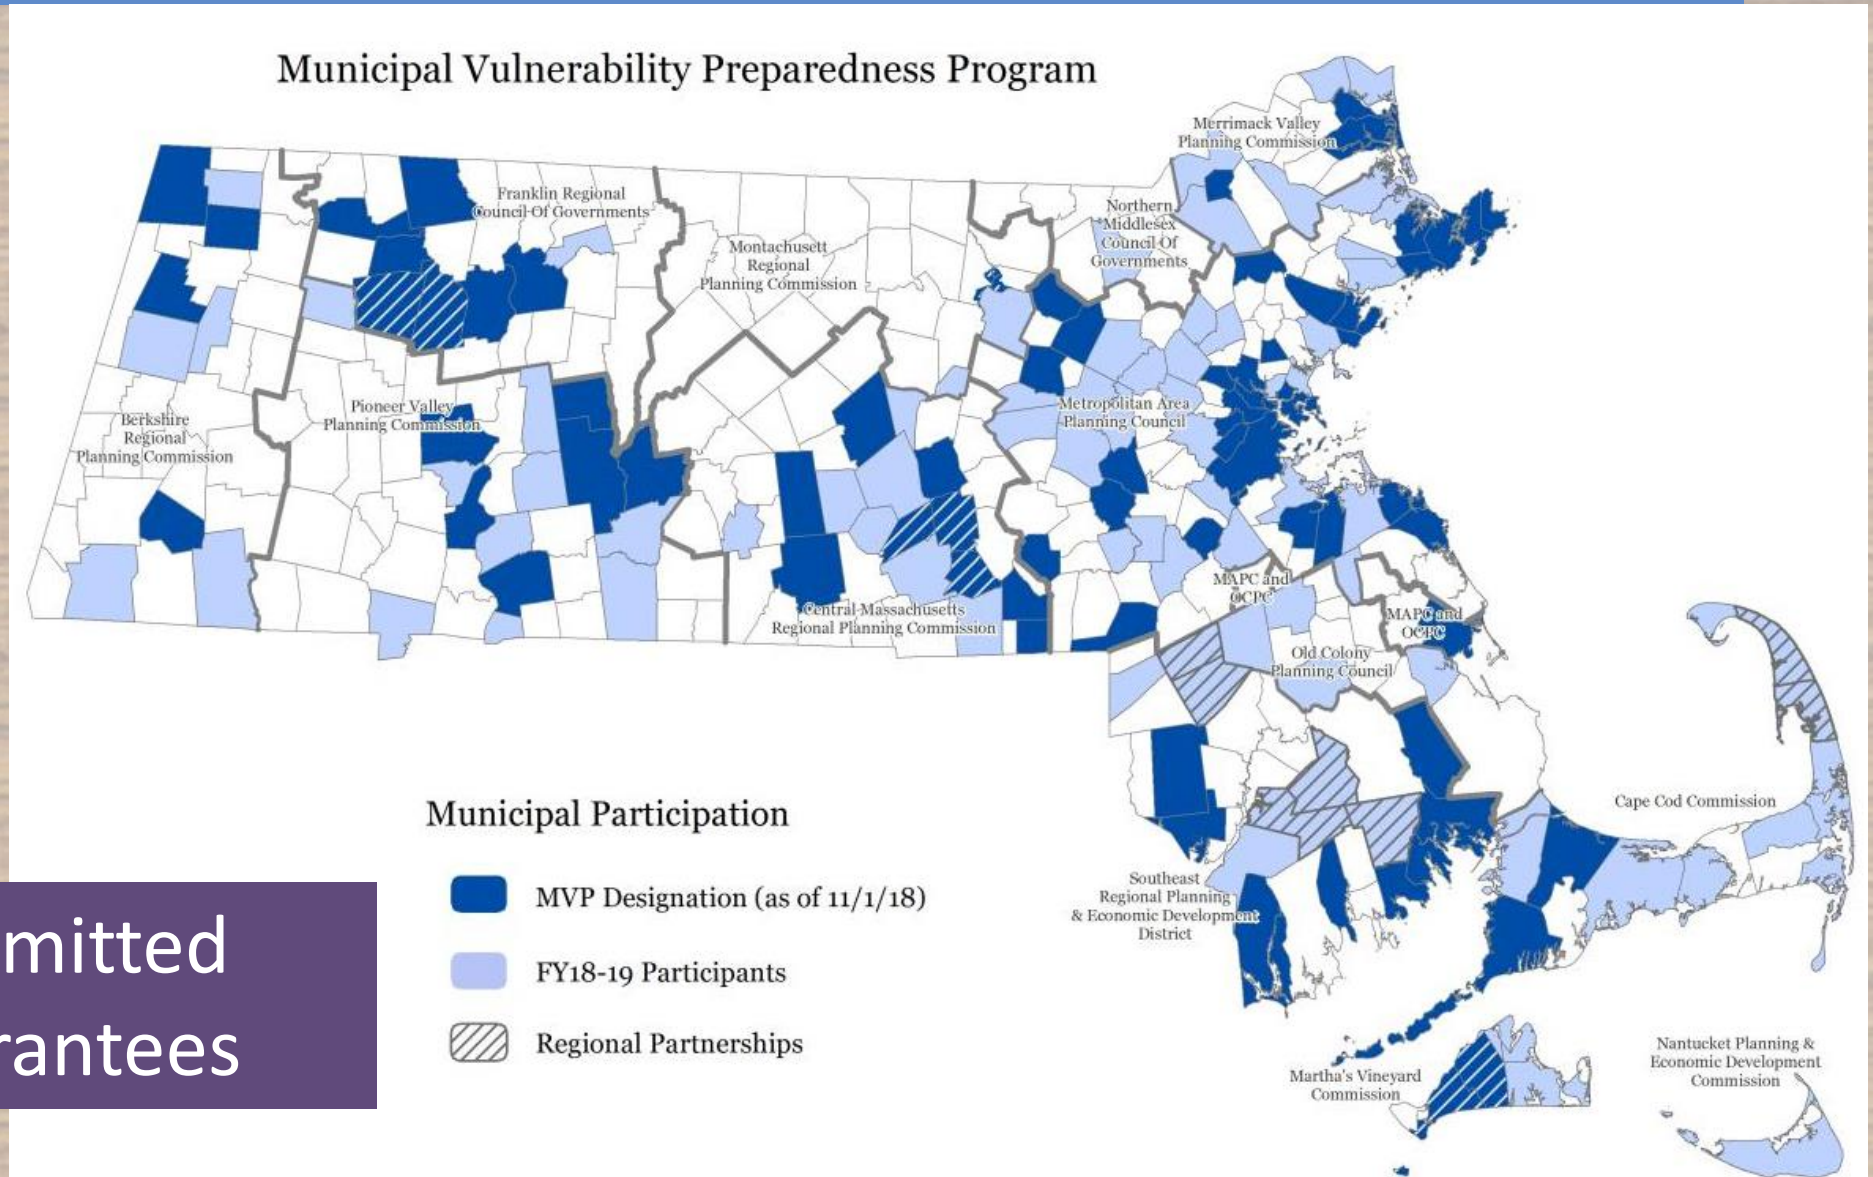 Municipal Vulnerability Preparedness Program
Merrimack Valley
Planning Commission
Franklin Regional
Council Of Governments
Northern
Middlesex
Council Of
Governments
Montachusett
Regional
Planning Commission
Berkshire
Regional
Planning Commission
Pioneer Valley
Planning Commission
Metropolitan Area
Planning Council
Central Massachusetts
Regional Planning Commission
MAPC and
OCPC
MAPC and
OCPC
Old Colony
Planning Council
Cape Cod Commission
Southeast
Regional Planning
& Economic Development
District
Martha's Vineyard
Commission
Nantucket Planning &
Economic Development
Commission
Municipal Participation
MVP Designation (as of 11/1/18)
FY18-19 Participants
Regional Partnerships
mitted
rantees